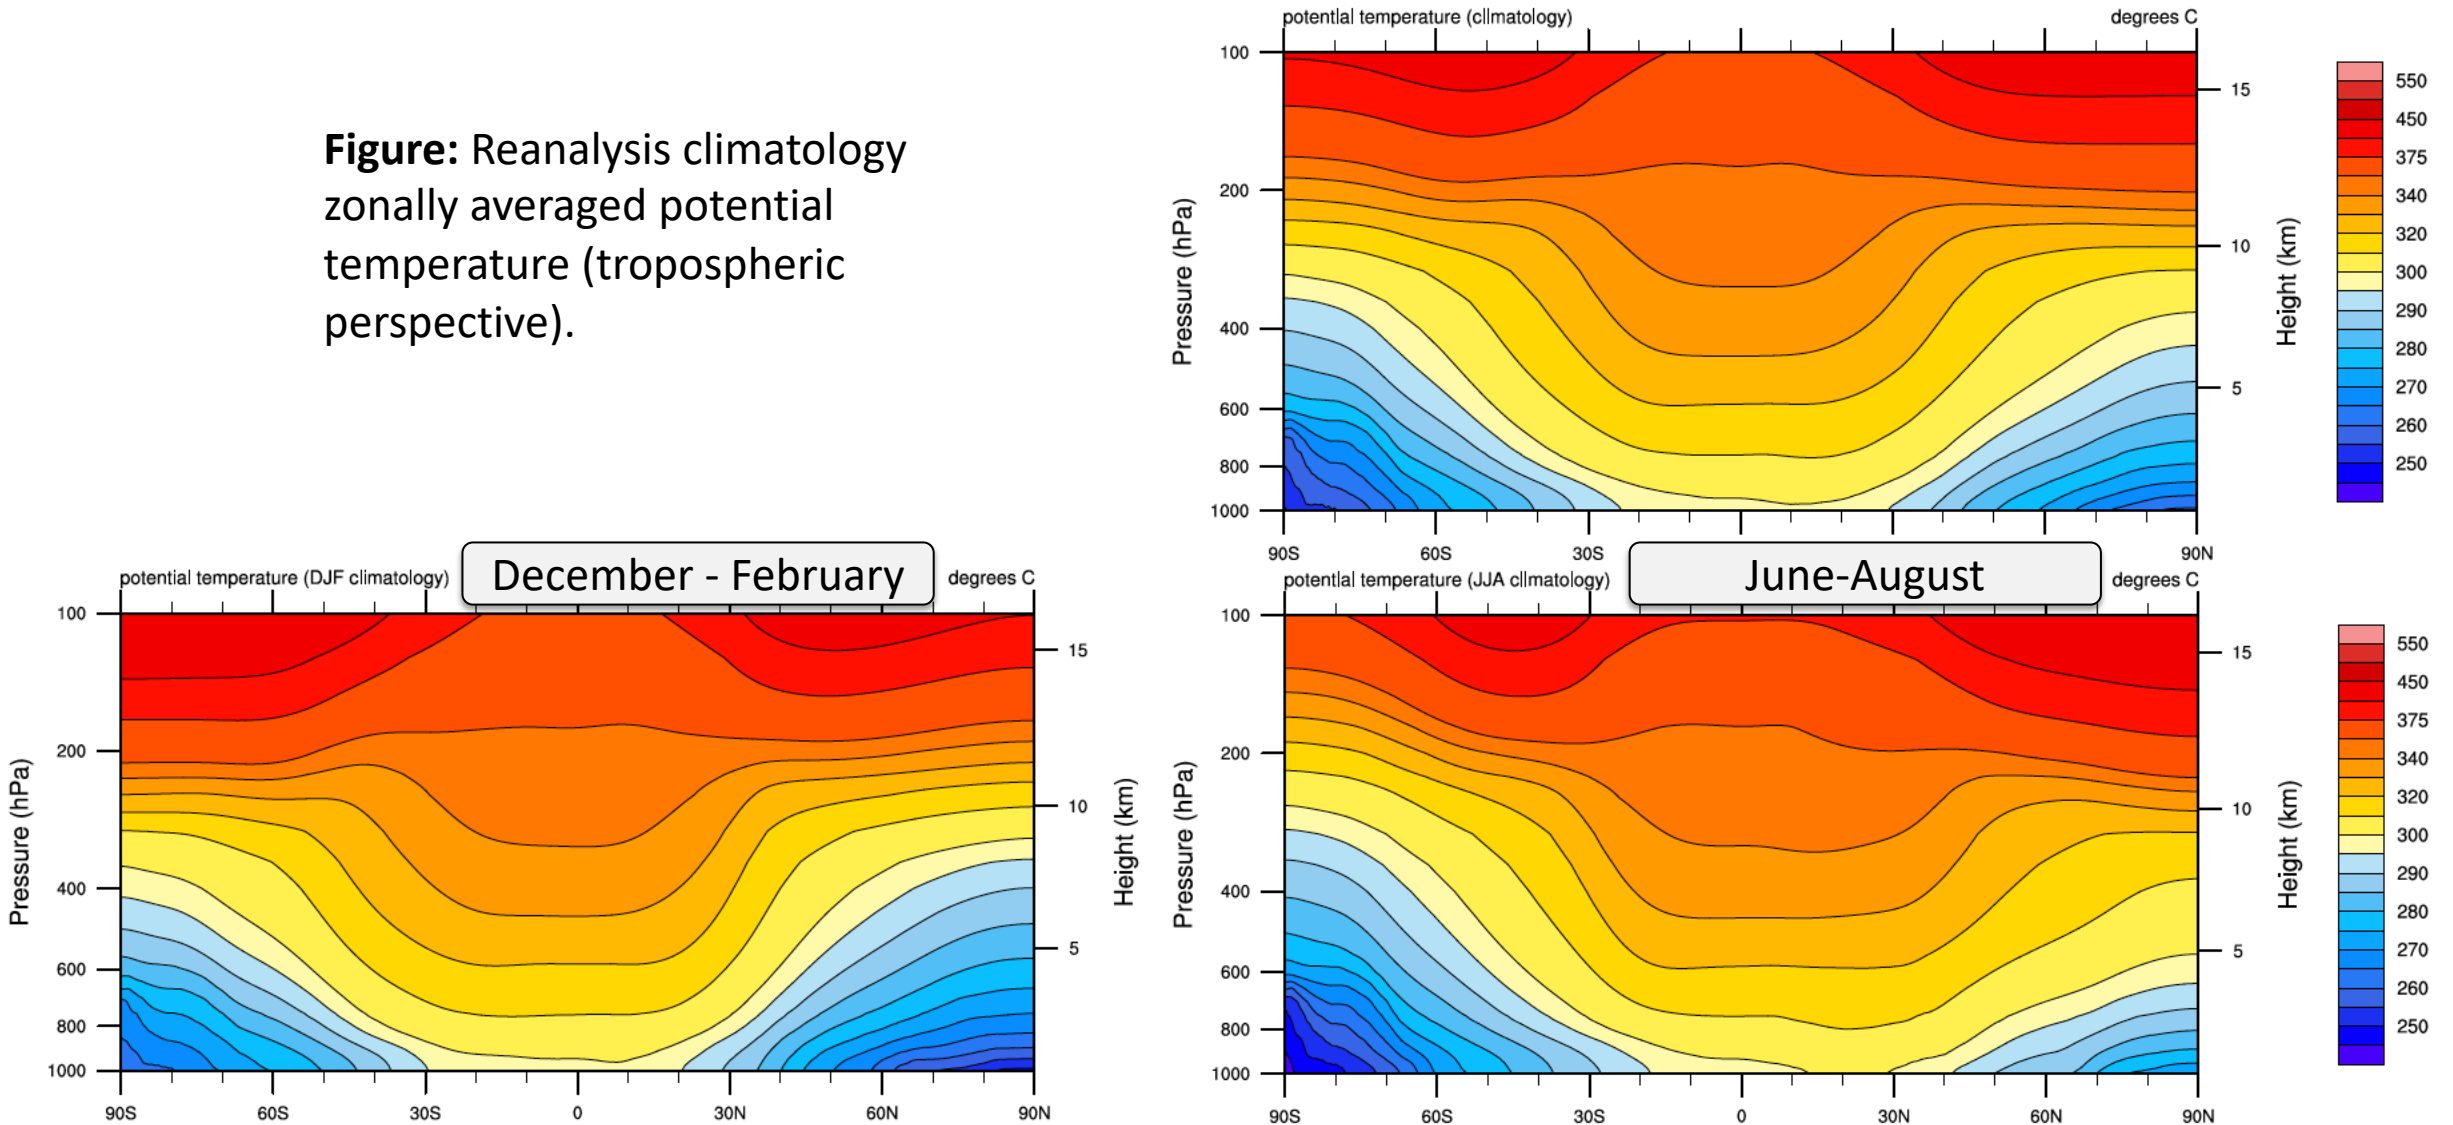 Figure: Reanalysis climatology
zonally averaged potential
temperature (tropospheric
perspective).
potential temperature (climatology) degrees C
100
200
400
600
800
1000
Pressure (hPa)
15
10
5
Height (km)
90S 60S 30S 0 30N 60N 90N
550
450
375
340
320
300
290
280
270
260
250
December - February
potential temperature (DJF climatology) degrees C
100
200
400
600
800
1000
Pressure (hPa)
15
10
5
Height (km)
90S 60S 30S 0 30N 60N 90N
June-August
potential temperature (JJA climatology) degrees C
100
200
400
600
800
1000
Pressure (hPa)
15
10
5
Height (km)
90S 60S 30S 0 30N 60N 90N
550
450
375
340
320
300
290
280
270
260
250